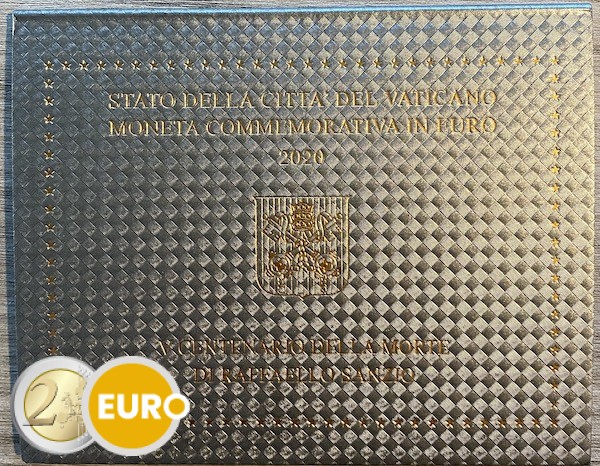 STATO DELLA CITTA' DEL VATICANO
MONETA COMMEMORATIVA IN EURO
2020
V CENTENARIO DELLA MORTE
DI RAFFAELLO SANZIO
2 EURO